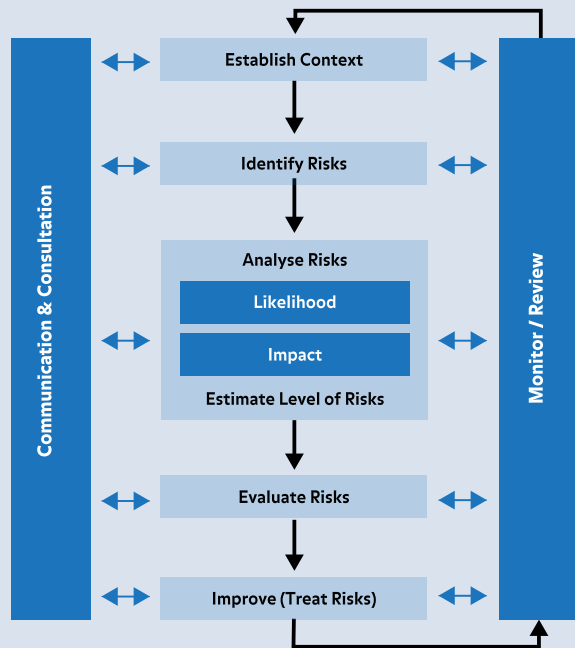 Establish Context
Identify Risks
Analyse Risks
Likelihood
Impact
Estimate Level of Risks
Evaluate Risks
Improve (Treat Risks)
Communication & Consultation
Monitor / Review